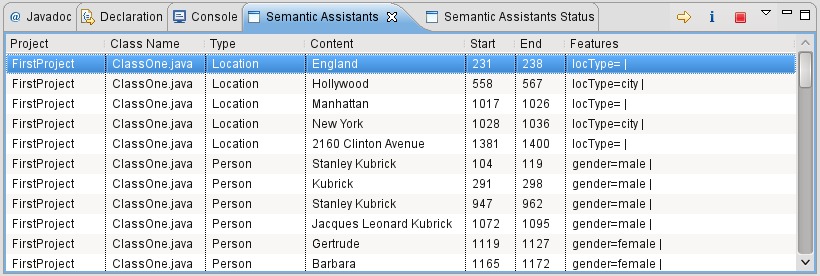 @ Javadoc Declaration Console Semantic Assistants Semantic Assistants Status
Project Class Name Type Content Start End Features
FirstProject ClassOne.java Location England 231 238 locType= |
FirstProject ClassOne.java Location Hollywood 558 567 locType=city |
FirstProject ClassOne.java Location Manhattan 1017 1026 locType= |
FirstProject ClassOne.java Location New York 1028 1036 locType=city |
FirstProject ClassOne.java Location 2160 Clinton Avenue 1381 1400 locType= |
FirstProject ClassOne.java Person Stanley Kubrick 104 119 gender=male |
FirstProject ClassOne.java Person Kubrick 291 298 gender=male |
FirstProject ClassOne.java Person Stanley Kubrick 947 962 gender=male |
FirstProject ClassOne.java Person Jacques Leonard Kubrick 1072 1095 gender=male |
FirstProject ClassOne.java Person Gertrude 1119 1127 gender=female |
FirstProject ClassOne.java Person Barbara 1165 1172 gender=female |